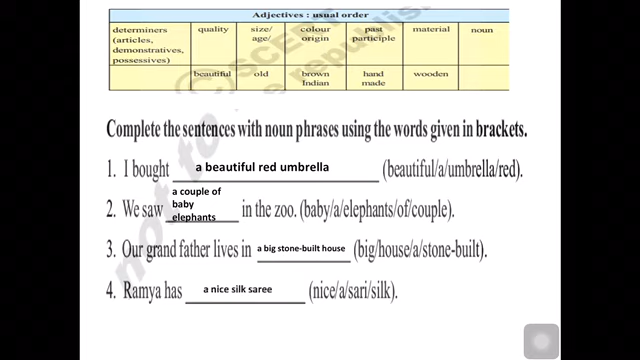 Adjectives : usual order
determiners (articles, demonstratives, possessives) quality size/ age/ colour origin past participle material noun
beautiful old brown Indian hand made wooden
Complete the sentences with noun phrases using the words given in brackets.
1. I bought a beautiful red umbrella (beautiful/a/umbrella/red).
2. We saw a couple of baby elephants in the zoo. (baby/a/elephants/of/couple).
3. Our grand father lives in a big stone-built house (big/house/a/stone-built).
4. Ramya has a nice silk saree (nice/a/sari/silk).